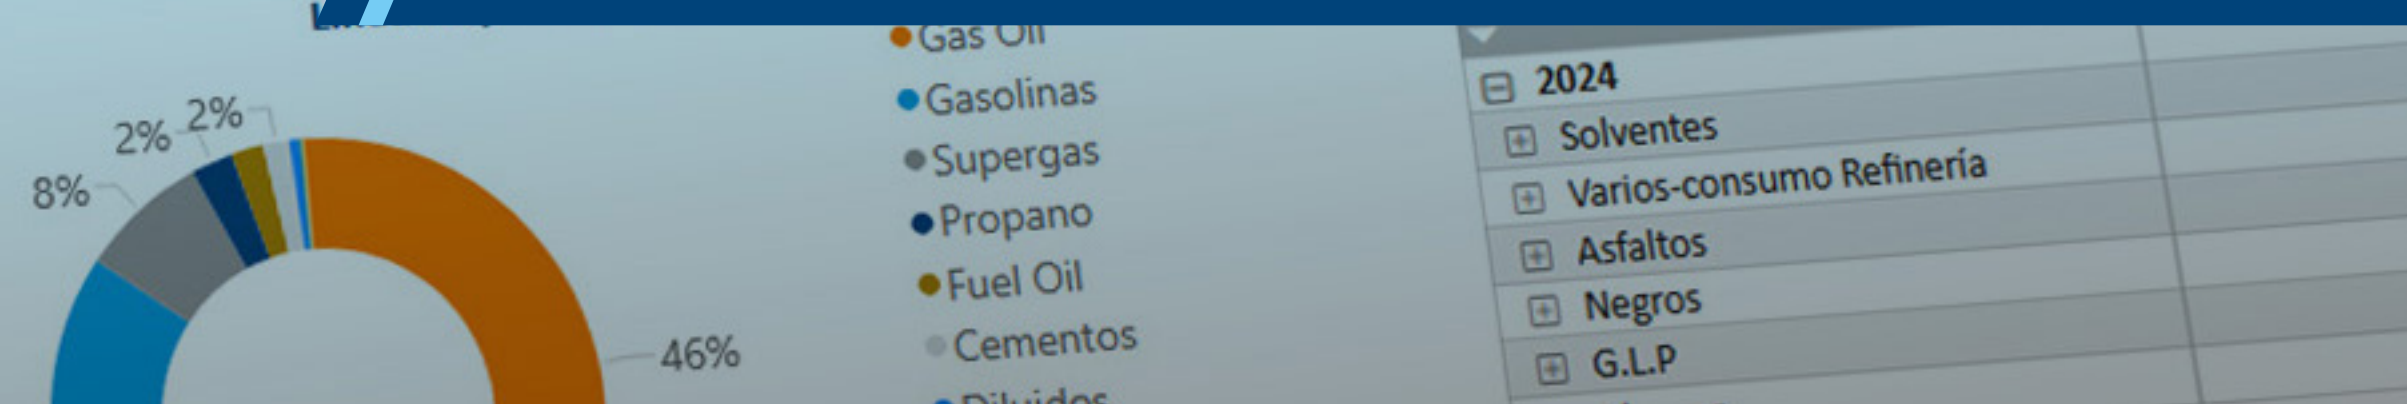 2%
2%
8%
46%
Gas Oil
Gasolinas
Supergas
Propano
Fuel Oil
Cementos
Diluidos
2024
Solventes
Varios-consumo Refinería
Asfaltos
Negros
G.L.P